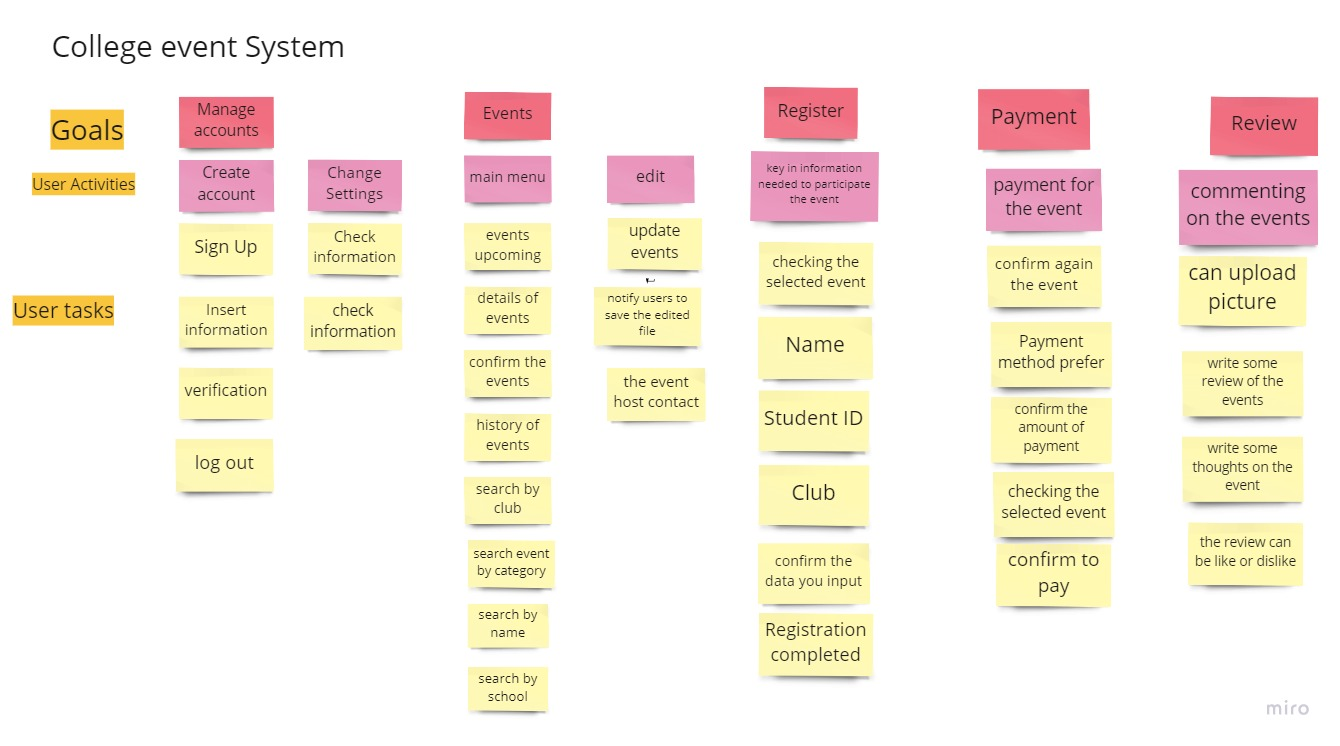 College event System
Goals
Manage
accounts
Events
Register
Payment
Review
User Activities
Create
account
Change
Settings
main menu
edit
key in information
needed to participate
the event
payment for
the event
commenting
on the events
User tasks
Sign Up
Insert
information
verification
log out
Check
information
check
information
events
upcoming
details of
events
confirm the
events
history of
events
search by
club
search event
by category
search by
name
search by
school
update
events
notify users to
save the edited
file
the event
host contact
checking the
selected event
Name
Student ID
Club
confirm the
data you input
Registration
completed
confirm again
the event
Payment
method prefer
confirm the
amount of
payment
checking the
selected event
confirm to
pay
can upload
picture
write some
review of the
events
write some
thoughts on the
event
the review can
be like or dislike
miro